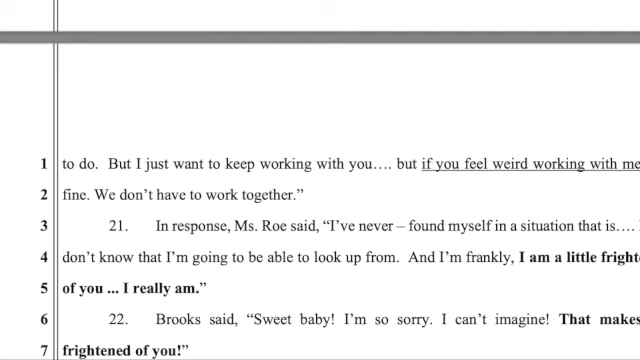 1 to do. But I just want to keep working with you…. but if you feel weird working with me
2 fine. We don’t have to work together.”
3 21. In response, Ms. Roe said, “I’ve never – found myself in a situation that is….
4 don’t know that I’m going to be able to look up from. And I’m frankly, I am a little
5 of you ... I really am.”
6 22. Brooks said, “Sweet baby! I’m so sorry. I can’t imagine! That makes
7 frightened of you!”